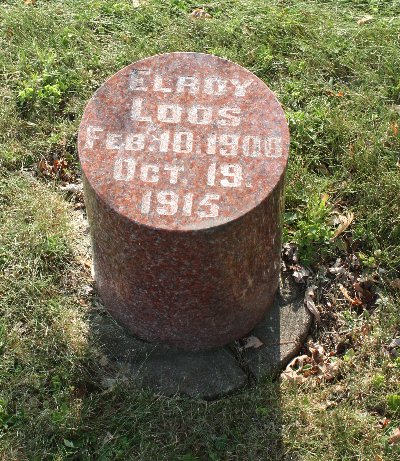 ELROY
LOOS
FEB. 10. 1900
OCT. 19.
1915